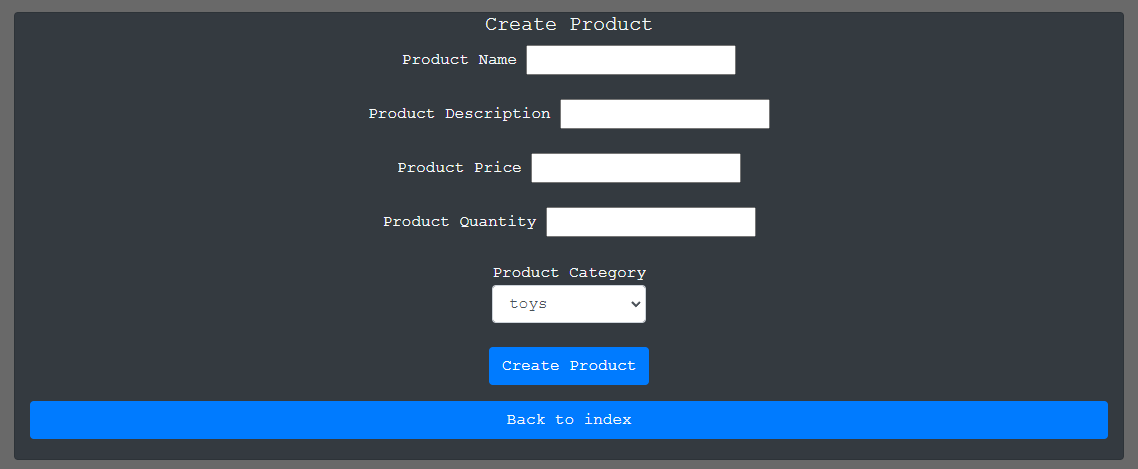 Create Product
Product Name
Product Description
Product Price
Product Quantity
Product Category
toys
Create Product
Back to index